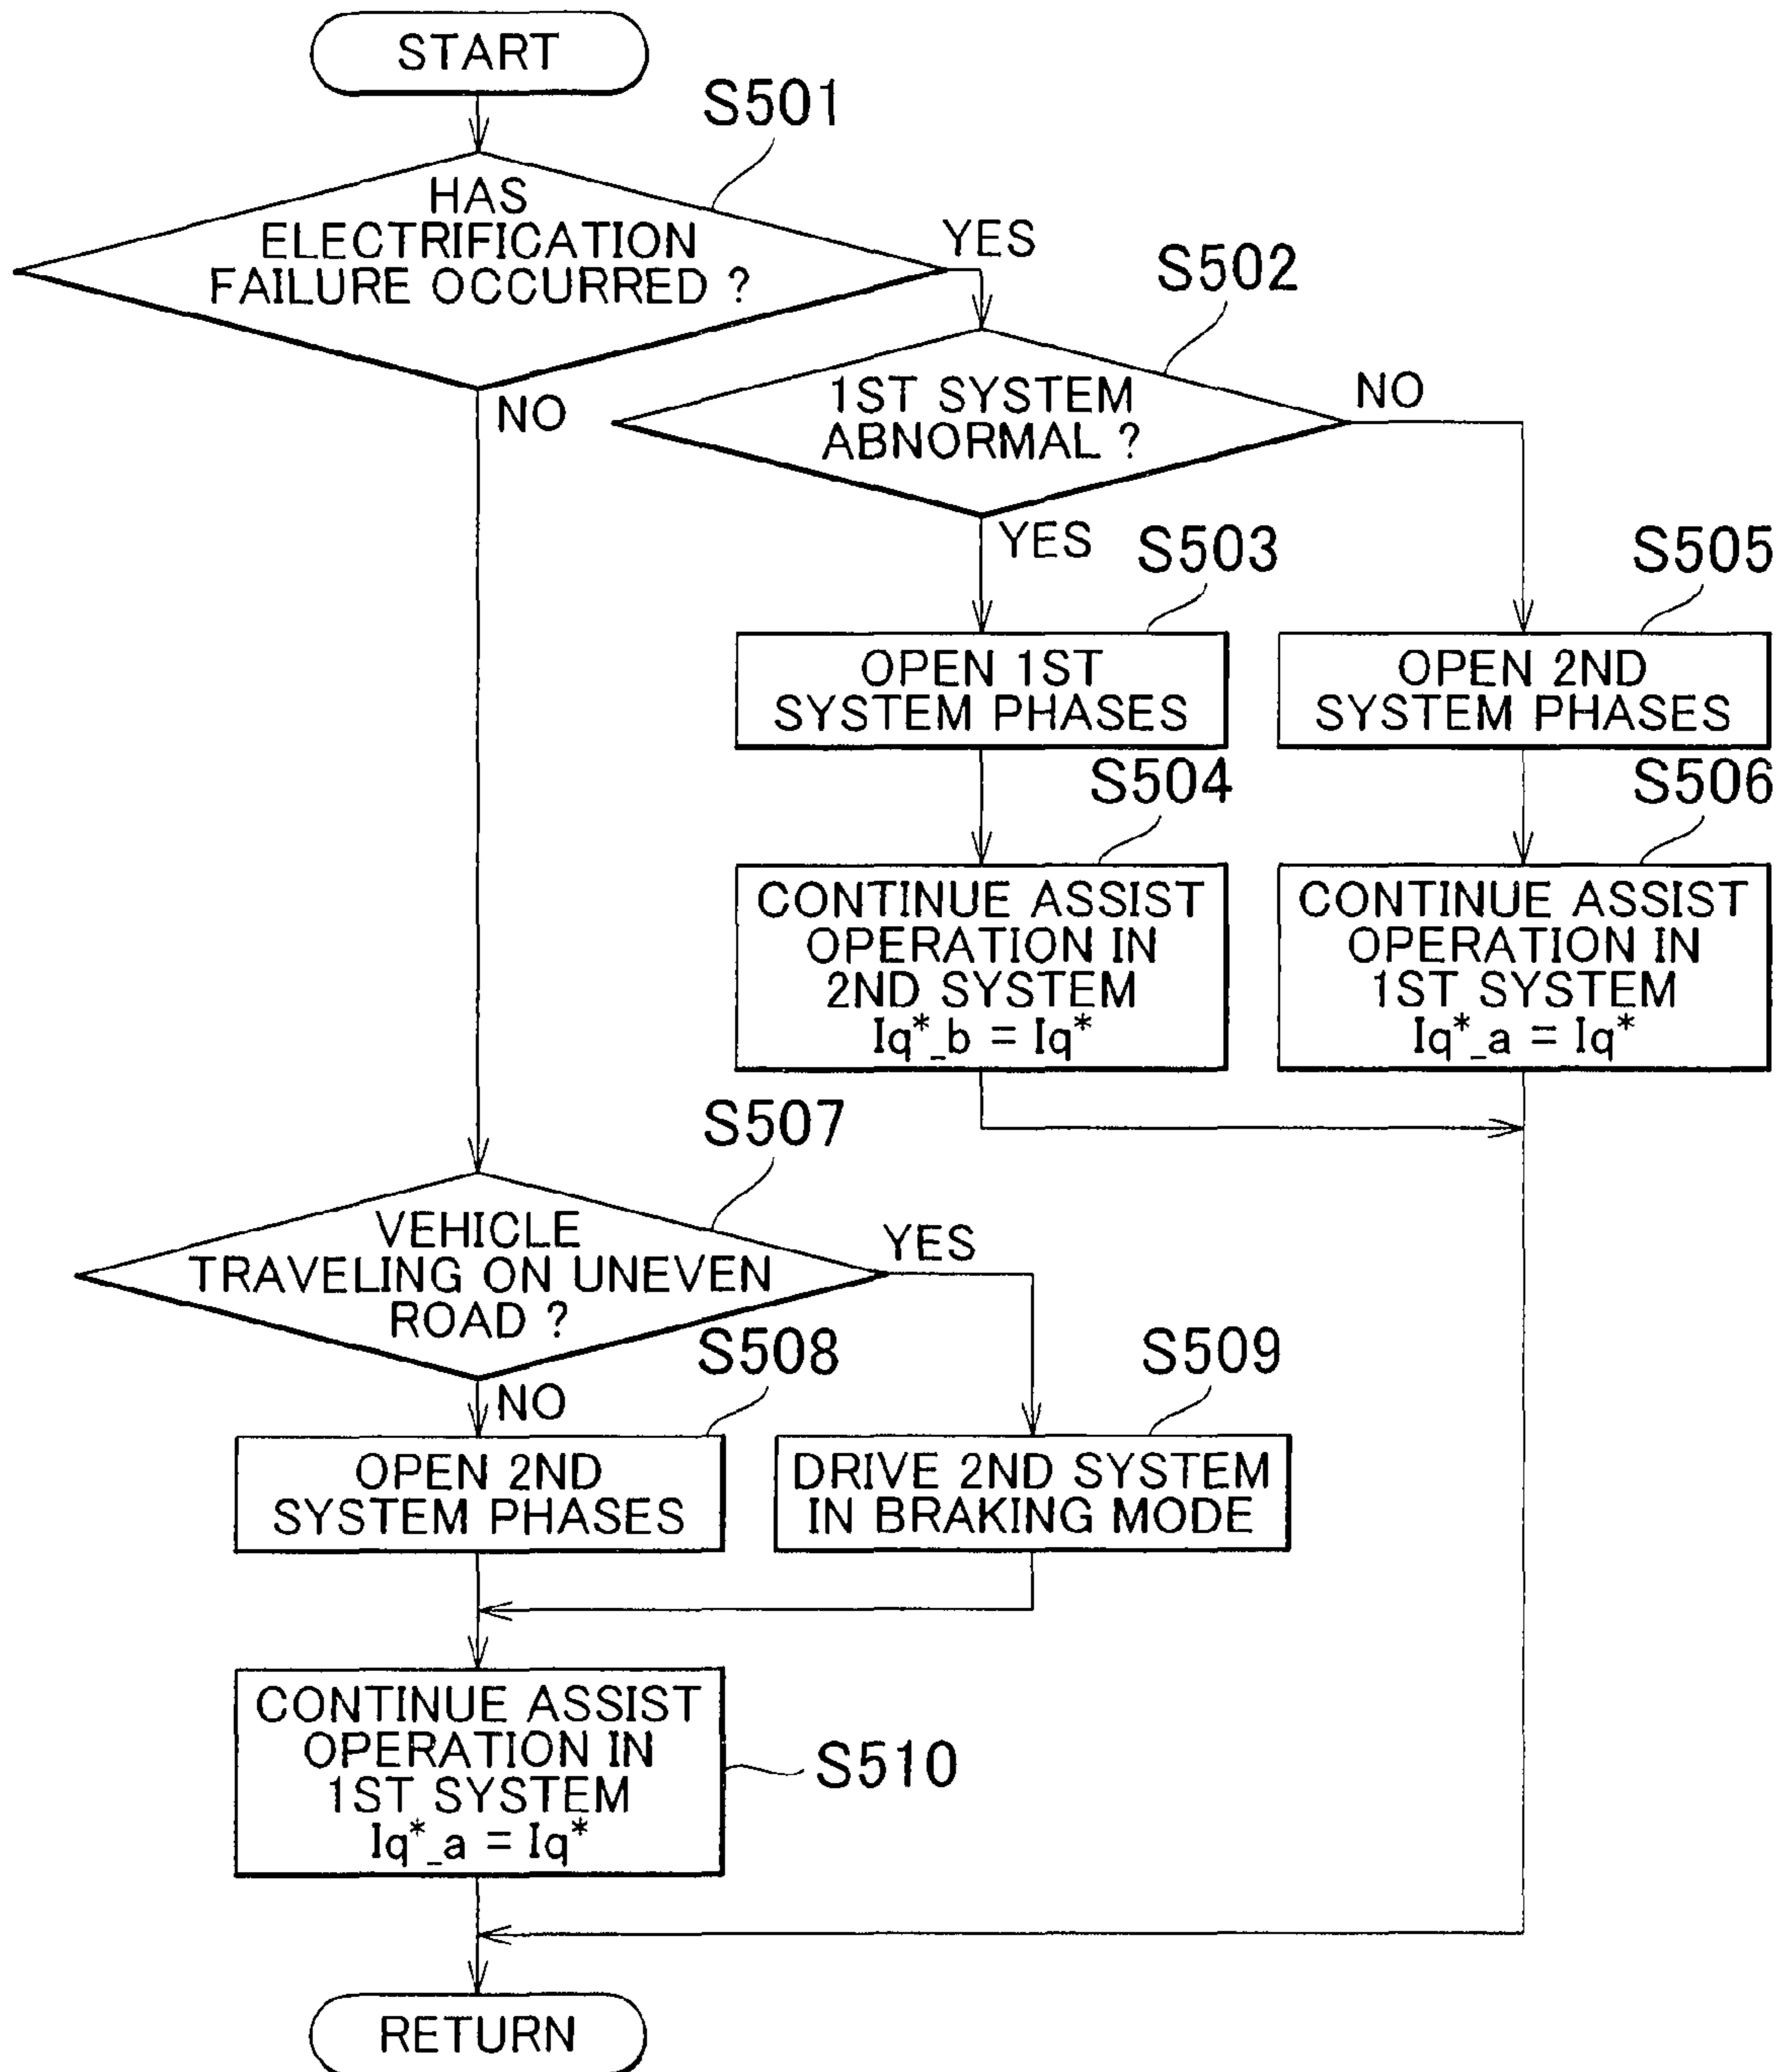 START
S501
HAS
ELECTRIFICATION
FAILURE OCCURRED ?
YES
NO
S502
1ST SYSTEM
ABNORMAL ?
NO
YES
S503
OPEN 1ST
SYSTEM PHASES
S505
OPEN 2ND
SYSTEM PHASES
S504
CONTINUE ASSIST
OPERATION IN
2ND SYSTEM
Iq*_b = Iq*
S506
CONTINUE ASSIST
OPERATION IN
1ST SYSTEM
Iq*_a = Iq*
S507
VEHICLE
TRAVELING ON UNEVEN
ROAD ?
YES
NO
S508
OPEN 2ND
SYSTEM PHASES
S509
DRIVE 2ND SYSTEM
IN BRAKING MODE
CONTINUE ASSIST
OPERATION IN
1ST SYSTEM
Iq*_a = Iq*
S510
RETURN